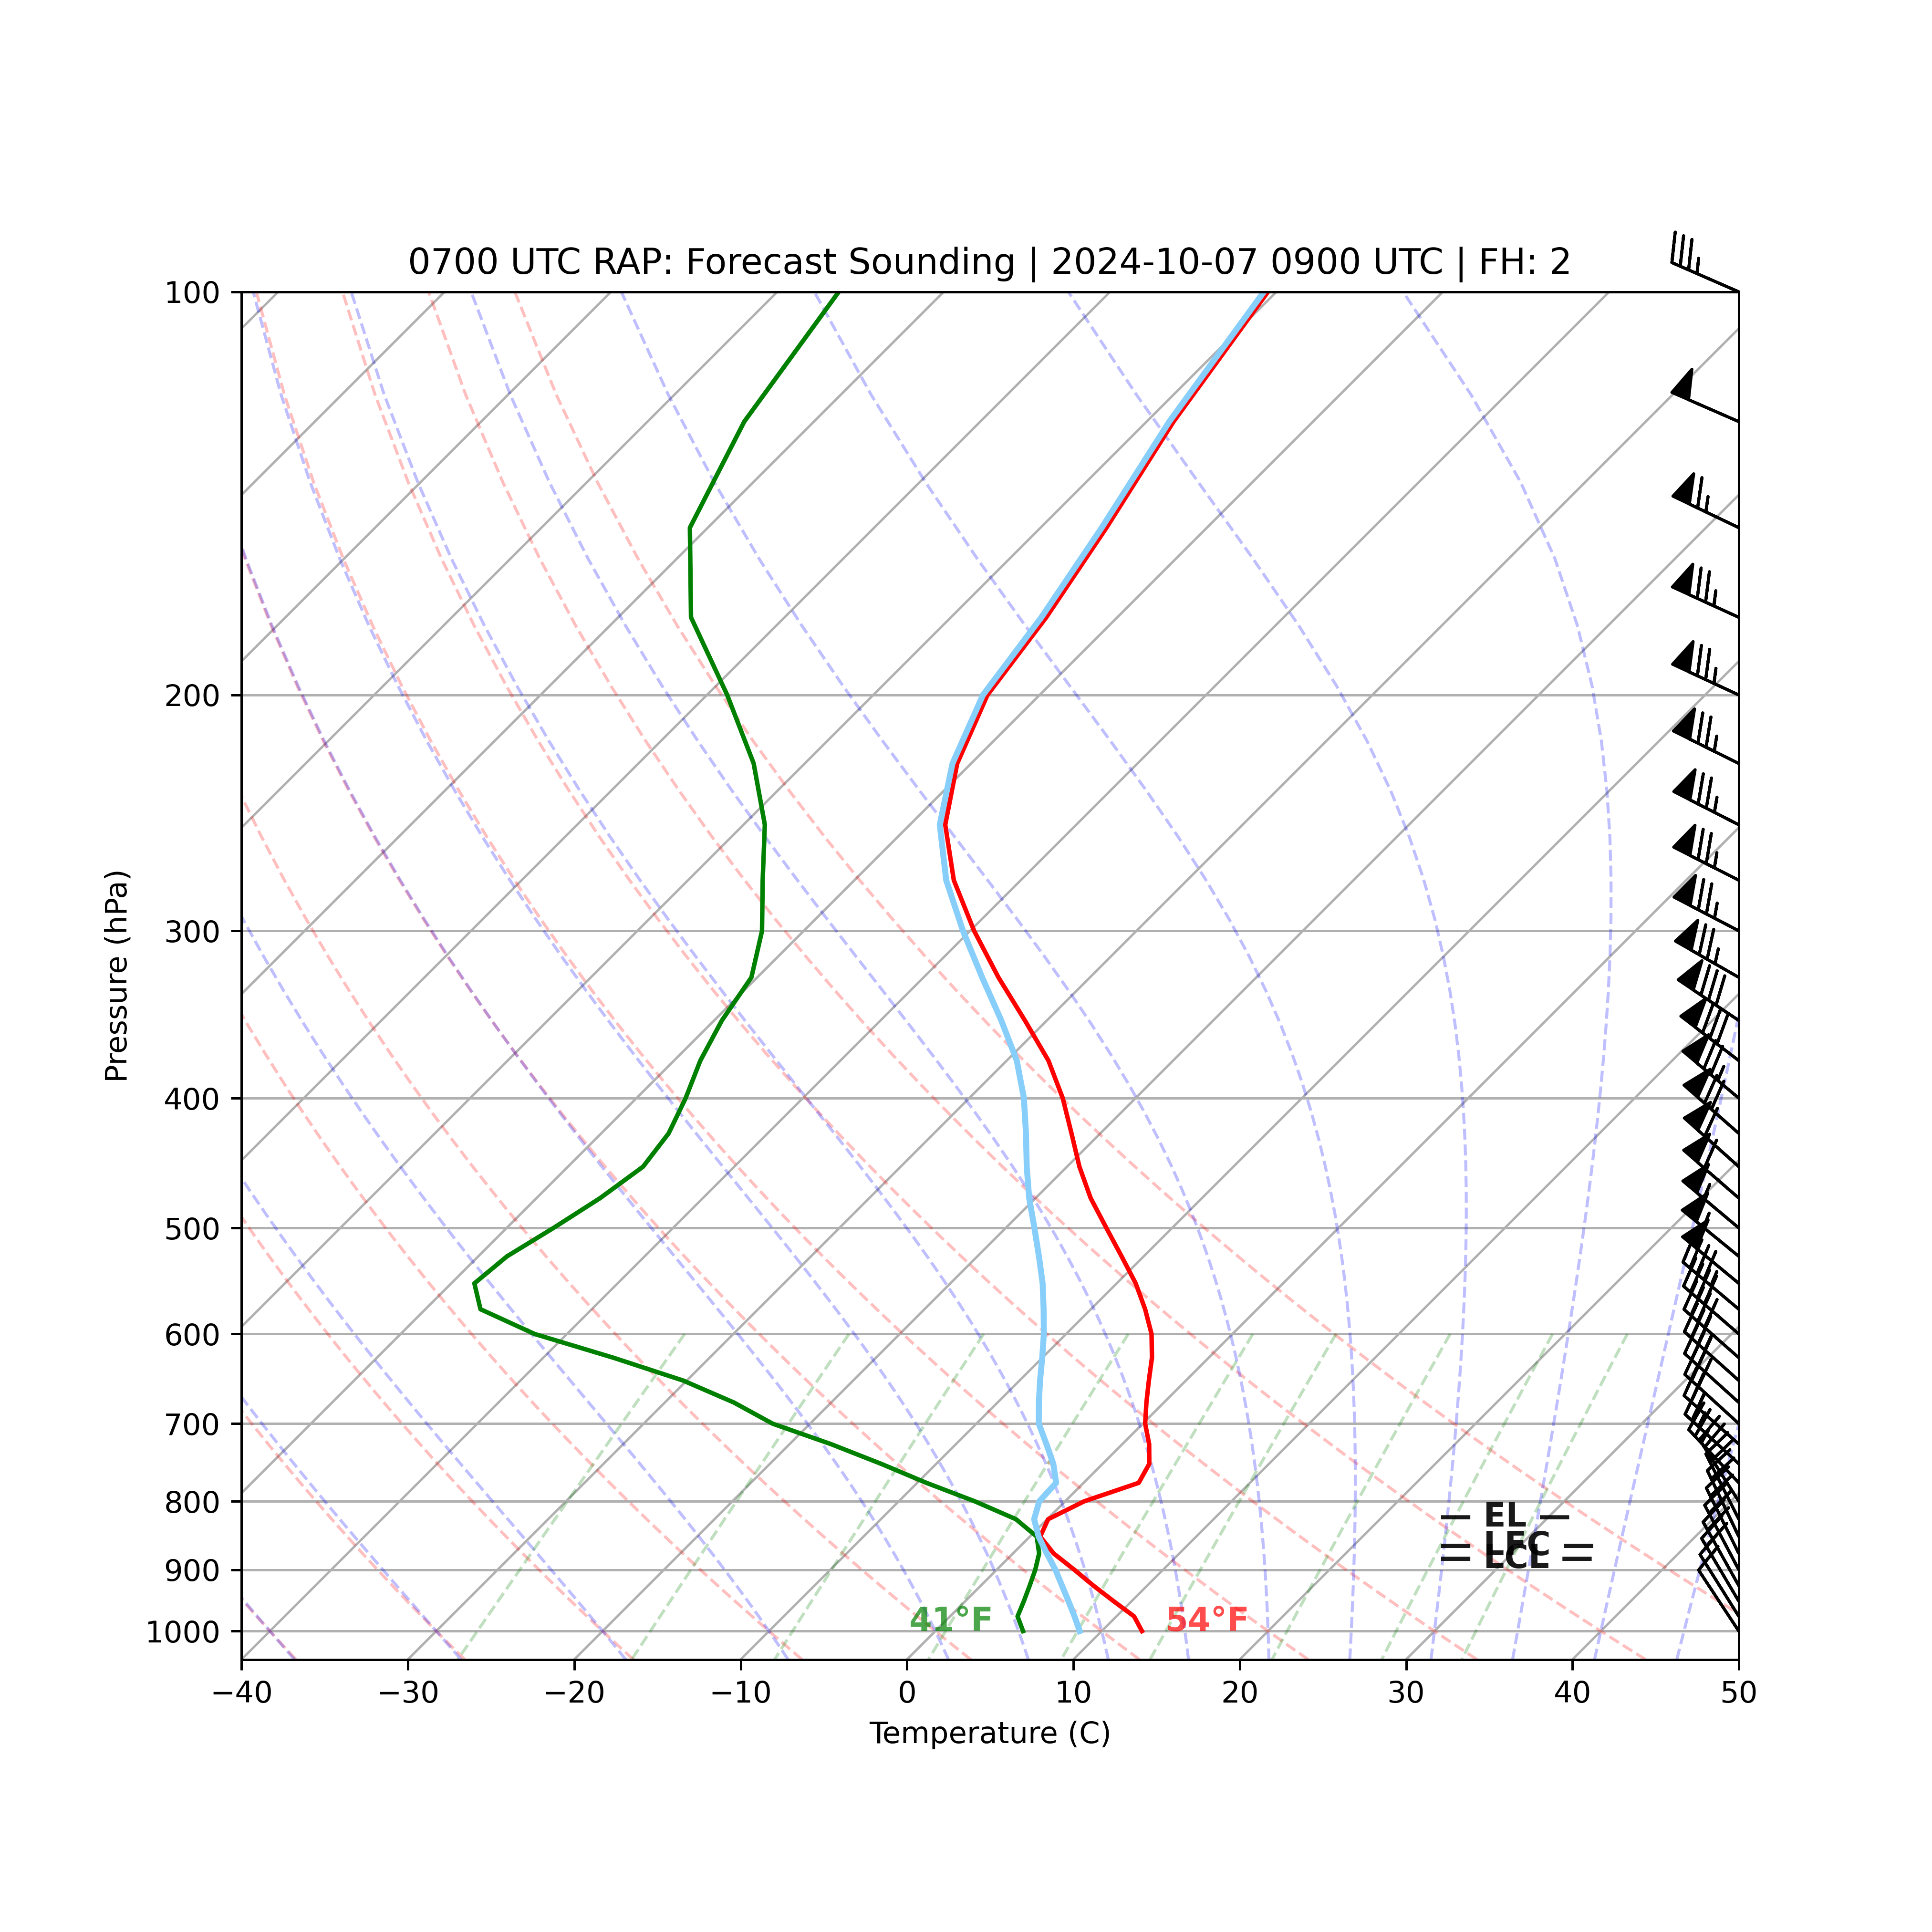 0700 UTC RAP: Forecast Sounding | 2024-10-07 0900 UTC | FH: 2
100
200
300
400
500
600
700
800
900
1000
Pressure (hPa)
— EL —
— LFC —
— LCL —
41°F
54°F
−40 −30 −20 −10 0 10 20 30 40 50
Temperature (C)